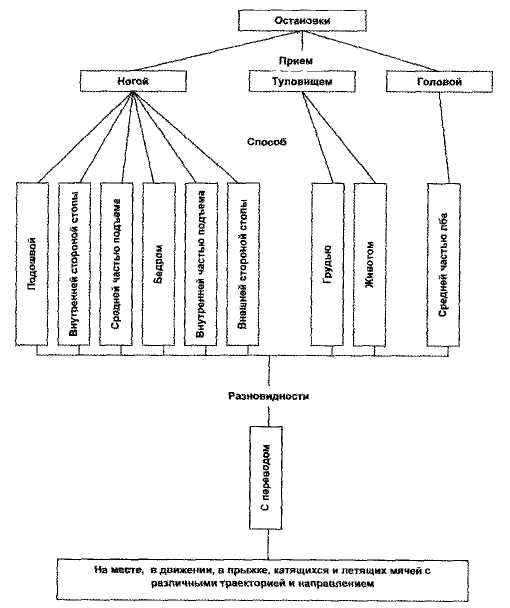 Остановки
Прием
Ногой
Туловищем
Головой
Способ
Подошвой
Внутренней стороной стопы
Средней частью подъема
Бедром
Внутренней частью подъема
Внешней стороной стопы
Грудью
Животом
Средней частью лба
Разновидности
С переводом
На месте, в движении, в прыжке, катящихся и летящих мячей с
различными траекторией и направлением